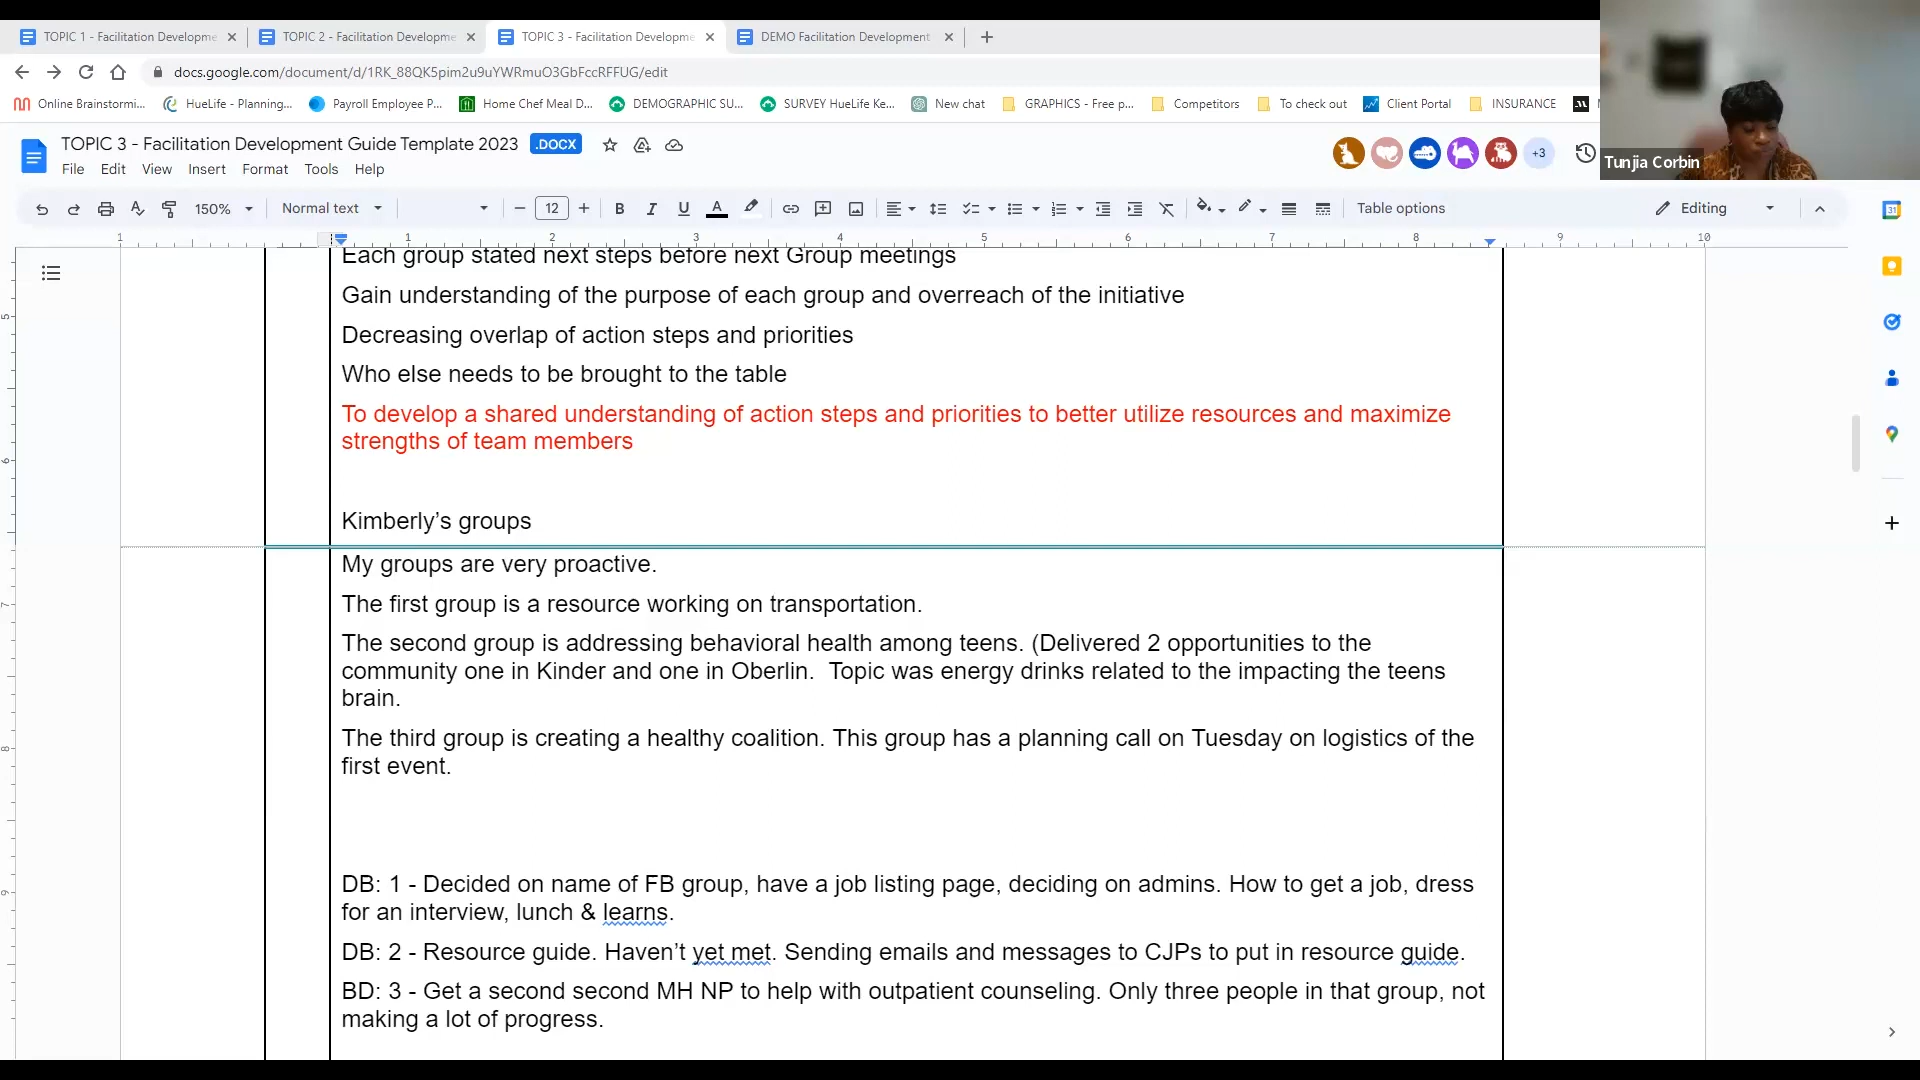 TOPIC 1 - Facilitation Developme
TOPIC 2 - Facilitation Developme
TOPIC 3 - Facilitation Developme
DEMO Facilitation Development
docs.google.com/document/d/1RK_88QK5pim2u9uYWRmuO3GbFccRFFUG/edit
Online Brainstormi...
HueLife - Planning...
Payroll Employee P...
Home Chef Meal D...
DEMOGRAPHIC SU...
SURVEY HueLife Ke...
New chat
GRAPHICS - Free p...
Competitors
To check out
Client Portal
INSURANCE
TOPIC 3 - Facilitation Development Guide Template 2023 .DOCX
+3
Tunjia Corbin
File Edit View Insert Format Tools Help
150% Normal text 12 B I U A Table options Editing
1 1 2 3 4 5 6 7 8 9 10
Each group stated next steps before next Group meetings
Gain understanding of the purpose of each group and overreach of the initiative
Decreasing overlap of action steps and priorities
Who else needs to be brought to the table
To develop a shared understanding of action steps and priorities to better utilize resources and maximize
strengths of team members
Kimberly’s groups
My groups are very proactive.
The first group is a resource working on transportation.
The second group is addressing behavioral health among teens. (Delivered 2 opportunities to the
community one in Kinder and one in Oberlin.  Topic was energy drinks related to the impacting the teens
brain.
The third group is creating a healthy coalition. This group has a planning call on Tuesday on logistics of the
first event.
DB: 1 - Decided on name of FB group, have a job listing page, deciding on admins. How to get a job, dress
for an interview, lunch & learns.
DB: 2 - Resource guide. Haven’t yet met. Sending emails and messages to CJPs to put in resource guide.
BD: 3 - Get a second second MH NP to help with outpatient counseling. Only three people in that group, not
making a lot of progress.